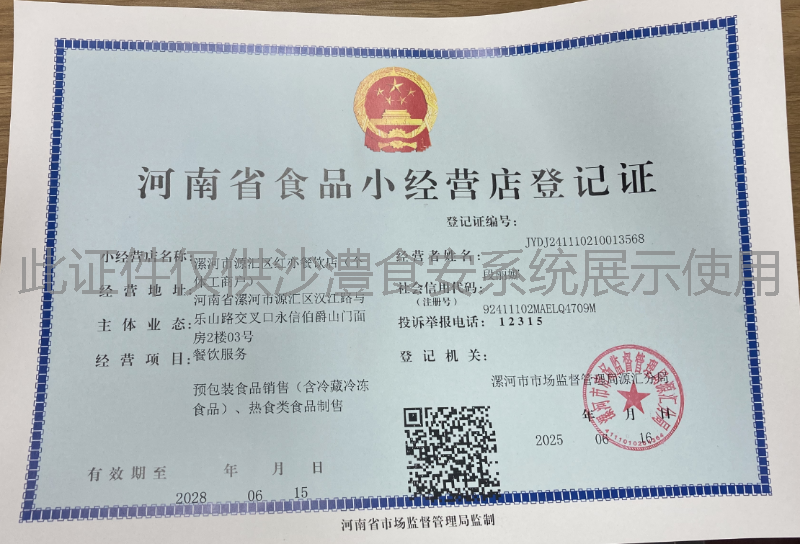 河南省食品小经营店登记证
登记证编号：
JYDJ241110210013568
小经营店名称：
漯河市源汇区红亦餐饮店（个
体工商户）
经营者姓名：
经营地址：
河南省漯河市源汇区汉江路与
乐山路交叉口永信伯爵山门面
房2楼03号
社会信用代码：
（注册号）
92411102MAELQ4709M
主体业态：
餐饮服务
投诉举报电话：12315
经营项目：
预包装食品销售（含冷藏冷冻
食品）、热食类食品制售
登记机关：
漯河市市场监督管理局源汇分局
年 月 日
2025 06 16
有效期至 年 月 日
2028 06 15
河南省市场监督管理局监制
此证件仅供沙澧食安系统展示使用